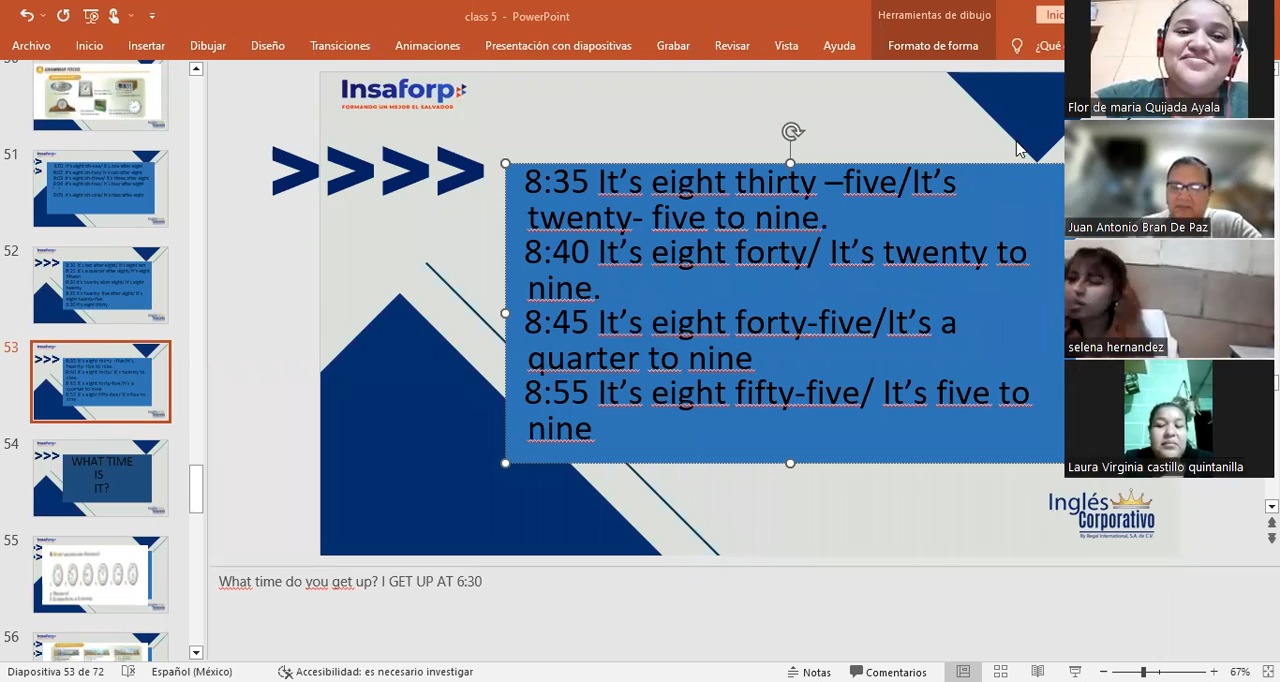 class 5 - PowerPoint
Herramientas de dibujo
Inic
Archivo
Inicio
Insertar
Dibujar
Diseño
Transiciones
Animaciones
Presentación con diapositivas
Grabar
Revisar
Vista
Ayuda
Formato de forma
¿Qué
Flor de maria Quijada Ayala
Juan Antonio Bran De Paz
selena hernandez
Laura Virginia castillo quintanilla
51
52
53
54
WHAT TIME
IS
IT?
55
56
Insaforp
FORMANDO UN MEJOR EL SALVADOR
>>>>
8:35 It's eight thirty –five/It's
twenty- five to nine.
8:40 It's eight forty/ It's twenty to
nine.
8:45 It's eight forty-five/It's a
quarter to nine
8:55 It's eight fifty-five/ It's five to
nine
Inglés
Corporativo
By Regal International, S.A. de C.V.
What time do you get up? I GET UP AT 6:30
Diapositiva 53 de 72
Español (México)
Accesibilidad: es necesario investigar
Notas
Comentarios
67%